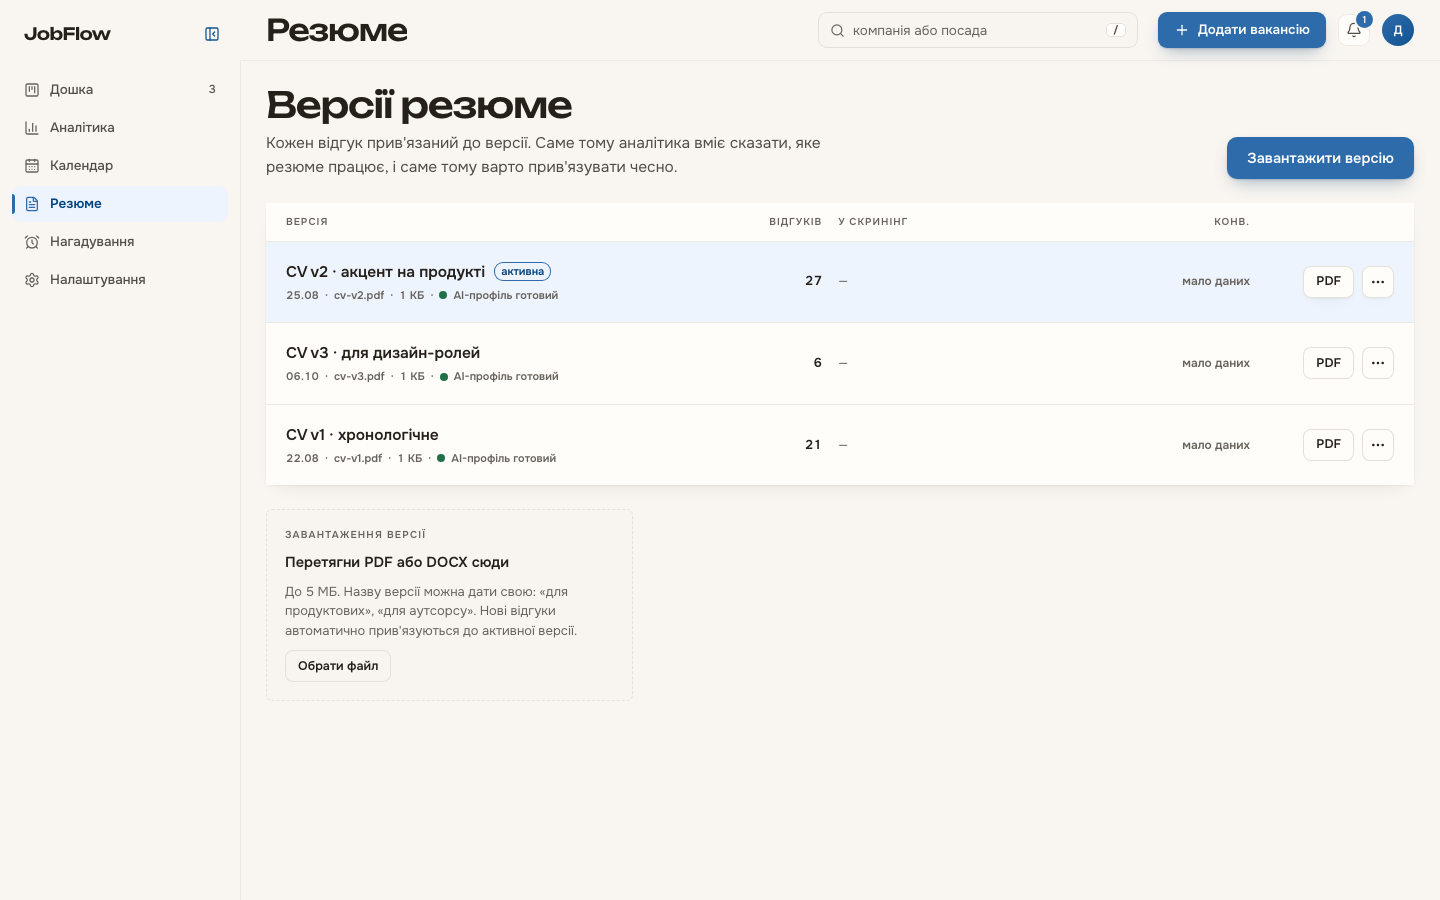 JobFlow
Резюме
компанія або посада
/
Додати вакансію
1
Д
Дошка
3
Аналітика
Календар
Резюме
Нагадування
Налаштування
Версії резюме
Кожен відгук прив'язаний до версії. Саме тому аналітика вміє сказати, яке
резюме працює, і саме тому варто прив'язувати чесно.
Завантажити версію
ВЕРСІЯ
ВІДГУКІВ
У СКРИНІНГ
КОНВ.
CV v2 · акцент на продукті
активна
25.08 · cv-v2.pdf · 1 КБ · AI-профіль готовий
27
—
мало даних
PDF
CV v3 · для дизайн-ролей
06.10 · cv-v3.pdf · 1 КБ · AI-профіль готовий
6
—
мало даних
PDF
CV v1 · хронологічне
22.08 · cv-v1.pdf · 1 КБ · AI-профіль готовий
21
—
мало даних
PDF
ЗАВАНТАЖЕННЯ ВЕРСІЇ
Перетягни PDF або DOCX сюди
До 5 МБ. Назву версії можна дати свою: «для
продуктових», «для аутсорсу». Нові відгуки
автоматично прив'язуються до активної версії.
Обрати файл